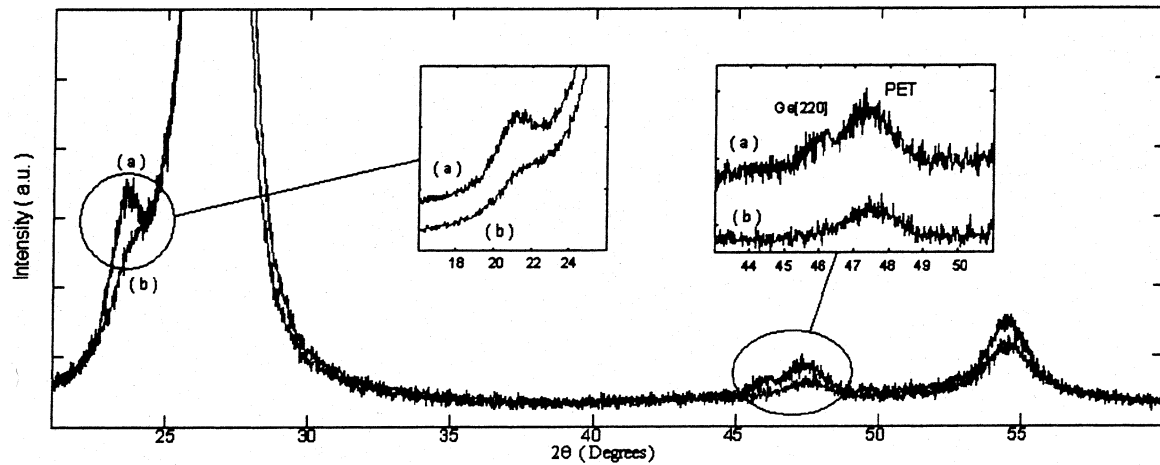 Intensity ( a.u.)
( a )
( b )
( a )
( b )
18 20 22 24
Ge[220]
PET
( a )
( b )
44 45 46 47 48 49 50
25 30 35 40 45 50 55
2θ ( Degrees)